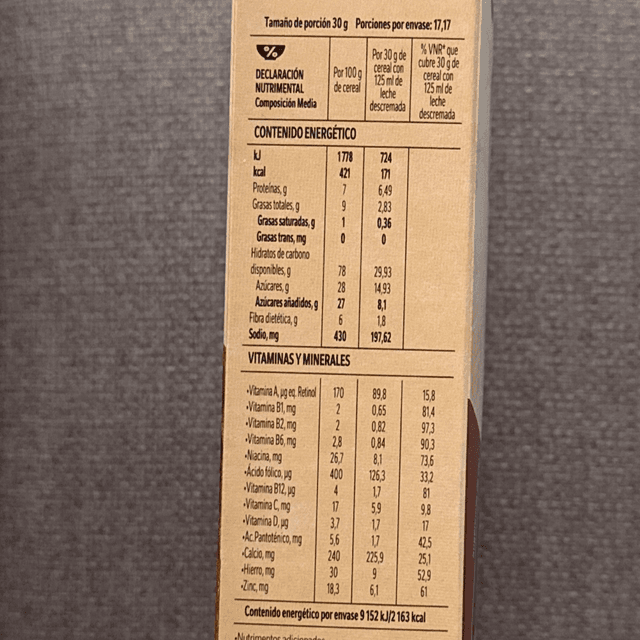 Tamaño de porción 30 g Porciones por envase: 17,17
%
DECLARACIÓN NUTRIMENTAL Composición Media Por 100 g de cereal Por 30 g de cereal con 125 ml de leche descremada % VNR* que cubre 30 g de cereal con 125 ml de leche descremada
CONTENIDO ENERGÉTICO
kJ 1778 724
kcal 421 171
Proteínas, g 7 6,49
Grasas totales, g 9 2,83
Grasas saturadas, g 1 0,36
Grasas trans, mg 0 0
Hidratos de carbono
disponibles, g 78 29,93
Azúcares, g 28 14,93
Azúcares añadidos, g 27 8,1
Fibra dietética, g 6 1,8
Sodio, mg 430 197,62
VITAMINAS Y MINERALES
•Vitamina A, µg eq. Retinol 170 89,8 15,8
•Vitamina B1, mg 2 0,65 81,4
•Vitamina B2, mg 2 0,82 97,3
•Vitamina B6, mg 2,8 0,84 90,3
•Niacina, mg 26,7 8,1 73,6
•Ácido fólico, µg 400 126,3 33,2
•Vitamina B12, µg 4 1,7 81
•Vitamina C, mg 17 5,9 9,8
•Vitamina D, µg 3,7 1,7 17
•Ac. Pantoténico, mg 5,6 1,7 42,5
•Calcio, mg 240 225,9 25,1
•Hierro, mg 30 9 52,9
•Zinc, mg 18,3 6,1 61
Contenido energético por envase 9 152 kJ/2 163 kcal
•Nutrimentos adicionados